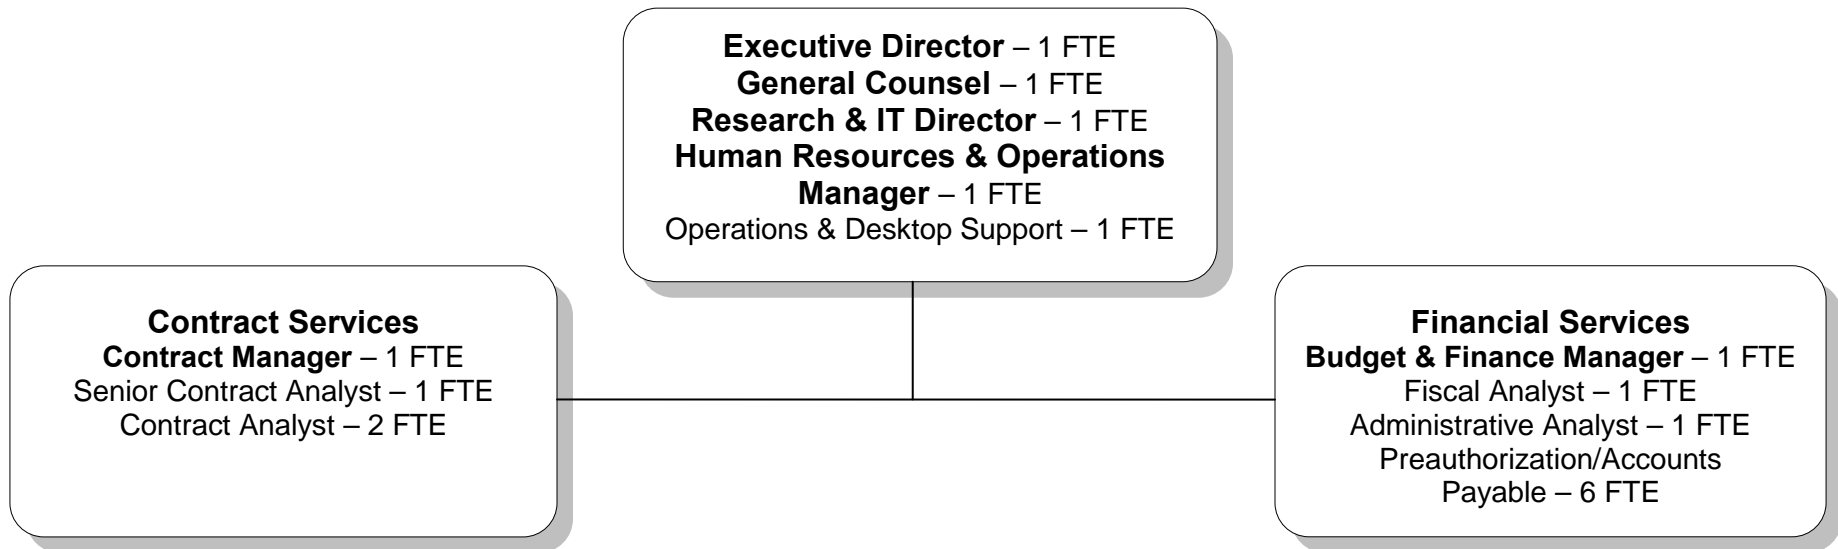 Executive Director – 1 FTE
General Counsel – 1 FTE
Research & IT Director – 1 FTE
Human Resources & Operations
Manager – 1 FTE
Operations & Desktop Support – 1 FTE
Contract Services
Contract Manager – 1 FTE
Senior Contract Analyst – 1 FTE
Contract Analyst – 2 FTE
Financial Services
Budget & Finance Manager – 1 FTE
Fiscal Analyst – 1 FTE
Administrative Analyst – 1 FTE
Preauthorization/Accounts
Payable – 6 FTE